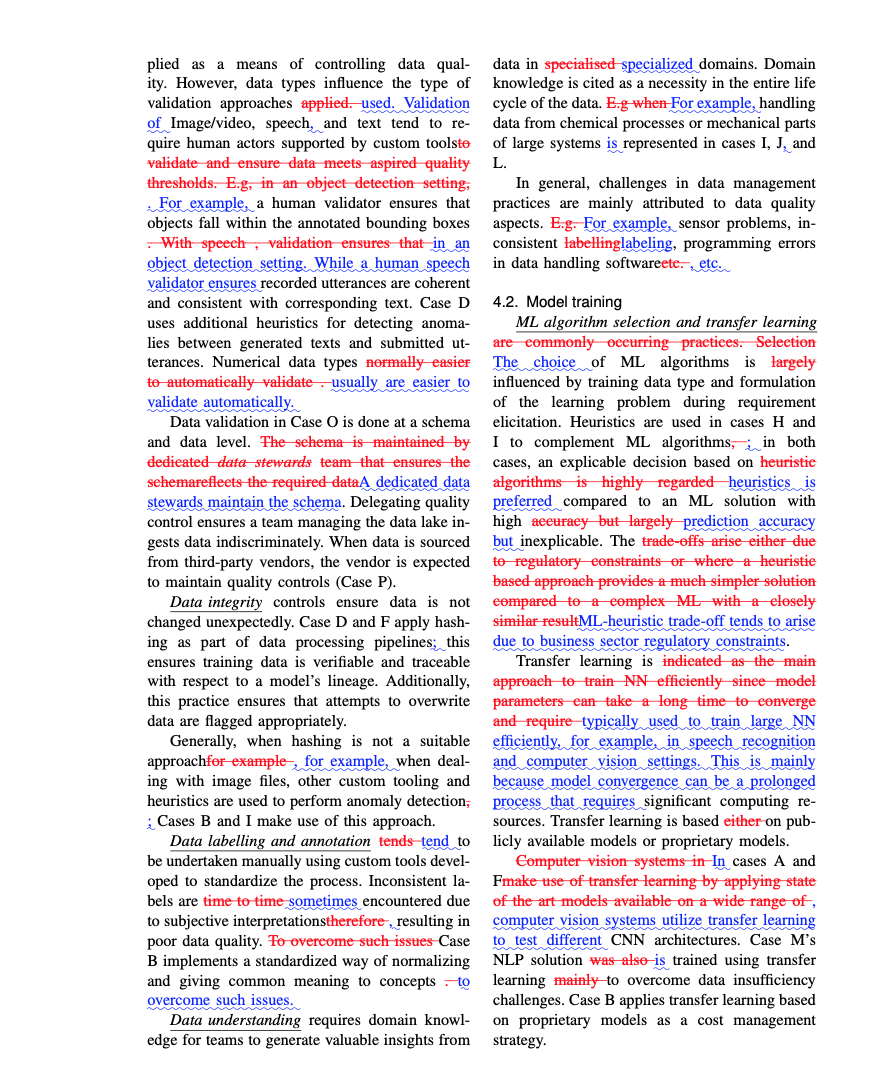 plied as a means of controlling data qual-
ity. However, data types influence the type of
validation approaches applied. used. Validation
of Image/video, speech, and text tend to re-
quire human actors supported by custom toolsto
validate and ensure data meets aspired quality
thresholds. E.g, in an object detection setting,
. For example, a human validator ensures that
objects fall within the annotated bounding boxes
. With speech , validation ensures that in an
object detection setting. While a human speech
validator ensures recorded utterances are coherent
and consistent with corresponding text. Case D
uses additional heuristics for detecting anoma-
lies between generated texts and submitted ut-
terances. Numerical data types normally easier
to automatically validate . usually are easier to
validate automatically.
Data validation in Case O is done at a schema
and data level. The schema is maintained by
dedicated data stewards team that ensures the
schemareflects the required dataA dedicated data
stewards maintain the schema. Delegating quality
control ensures a team managing the data lake in-
gests data indiscriminately. When data is sourced
from third-party vendors, the vendor is expected
to maintain quality controls (Case P).
Data integrity controls ensure data is not
changed unexpectedly. Case D and F apply hash-
ing as part of data processing pipelines; this
ensures training data is verifiable and traceable
with respect to a model's lineage. Additionally,
this practice ensures that attempts to overwrite
data are flagged appropriately.
Generally, when hashing is not a suitable
approachfor example , for example, when deal-
ing with image files, other custom tooling and
heuristics are used to perform anomaly detection,
; Cases B and I make use of this approach.
Data labelling and annotation tends tend to
be undertaken manually using custom tools devel-
oped to standardize the process. Inconsistent la-
bels are time to time sometimes encountered due
to subjective interpretationstherefore , resulting in
poor data quality. To overcome such issues Case
B implements a standardized way of normalizing
and giving common meaning to concepts . to
overcome such issues.
Data understanding requires domain knowl-
edge for teams to generate valuable insights from
data in specialised specialized domains. Domain
knowledge is cited as a necessity in the entire life
cycle of the data. E.g when For example, handling
data from chemical processes or mechanical parts
of large systems is represented in cases I, J, and
L.
In general, challenges in data management
practices are mainly attributed to data quality
aspects. E.g. For example, sensor problems, in-
consistent labellinglabeling, programming errors
in data handling softwareetc. , etc.
4.2. Model training
ML algorithm selection and transfer learning
are commonly occurring practices. Selection
The choice of ML algorithms is largely
influenced by training data type and formulation
of the learning problem during requirement
elicitation. Heuristics are used in cases H and
I to complement ML algorithms, ; in both
cases, an explicable decision based on heuristic
algorithms is highly regarded heuristics is
preferred compared to an ML solution with
high accuracy but largely prediction accuracy
but inexplicable. The trade-offs arise either due
to regulatory constraints or where a heuristic
based approach provides a much simpler solution
compared to a complex ML with a closely
similar resultML-heuristic trade-off tends to arise
due to business sector regulatory constraints.
Transfer learning is indicated as the main
approach to train NN efficiently since model
parameters can take a long time to converge
and require typically used to train large NN
efficiently, for example, in speech recognition
and computer vision settings. This is mainly
because model convergence can be a prolonged
process that requires significant computing re-
sources. Transfer learning is based either on pub-
licly available models or proprietary models.
Computer vision systems in In cases A and
Fmake use of transfer learning by applying state
of the art models available on a wide range of ,
computer vision systems utilize transfer learning
to test different CNN architectures. Case M's
NLP solution was also is trained using transfer
learning mainly to overcome data insufficiency
challenges. Case B applies transfer learning based
on proprietary models as a cost management
strategy.